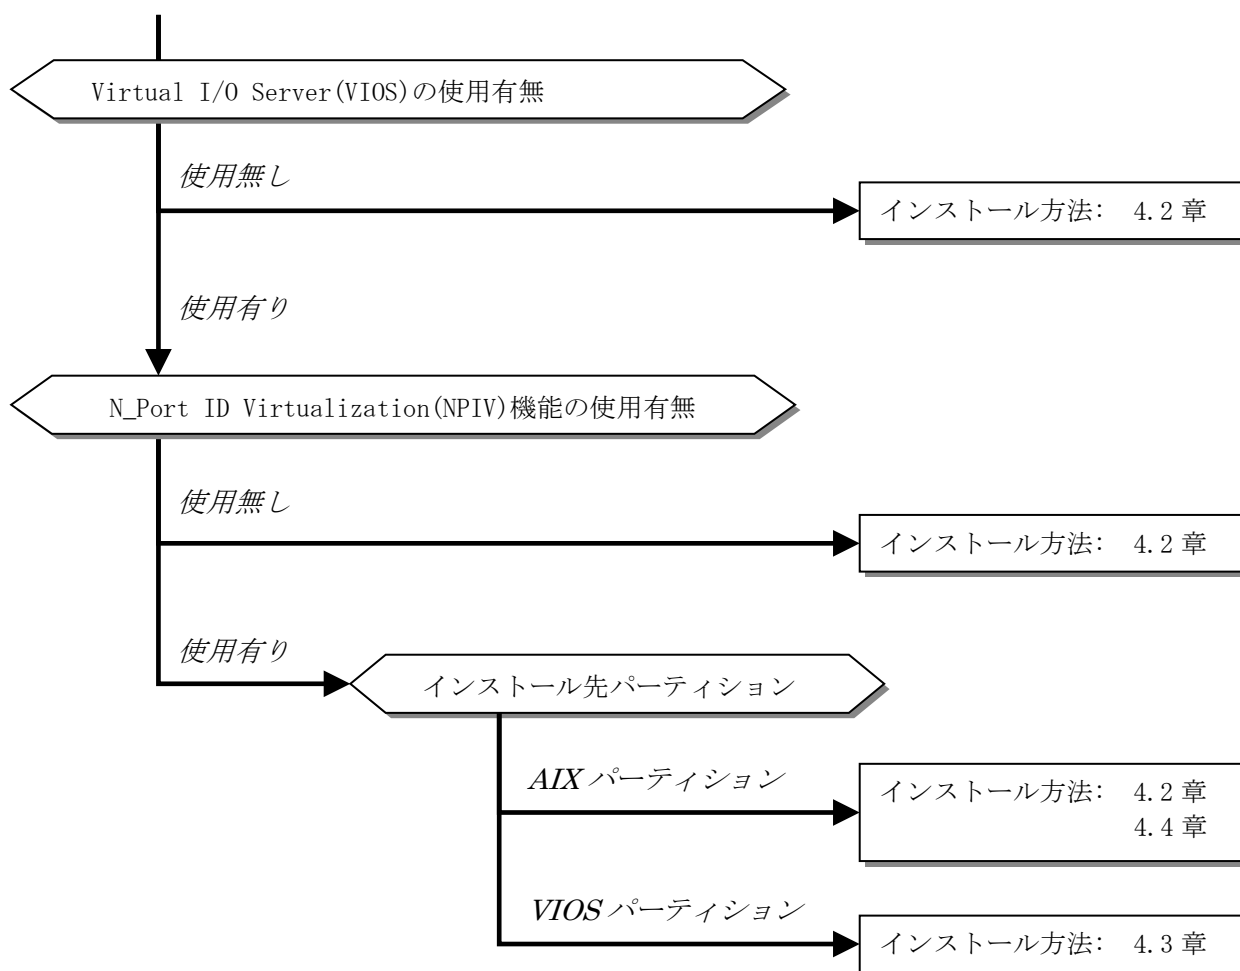 Virtual I/O Server(VIOS)の使用有無
使用無し
インストール方法: 4.2 章
使用有り
N_Port ID Virtualization(NPIV)機能の使用有無
使用無し
インストール方法: 4.2 章
使用有り
インストール先パーティション
AIX パーティション
インストール方法: 4.2 章
4.4 章
VIOS パーティション
インストール方法: 4.3 章